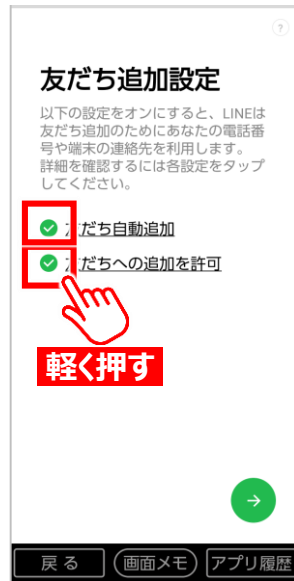 ?
友だち追加設定
以下の設定をオンにすると、LINEは
友だち追加のためにあなたの電話番
号や端末の連絡先を利用します。
詳細を確認するには各設定をタップ
してください。
友だち自動追加
友だちへの追加を許可
軽く押す
戻る 画面メモ アプリ履歴